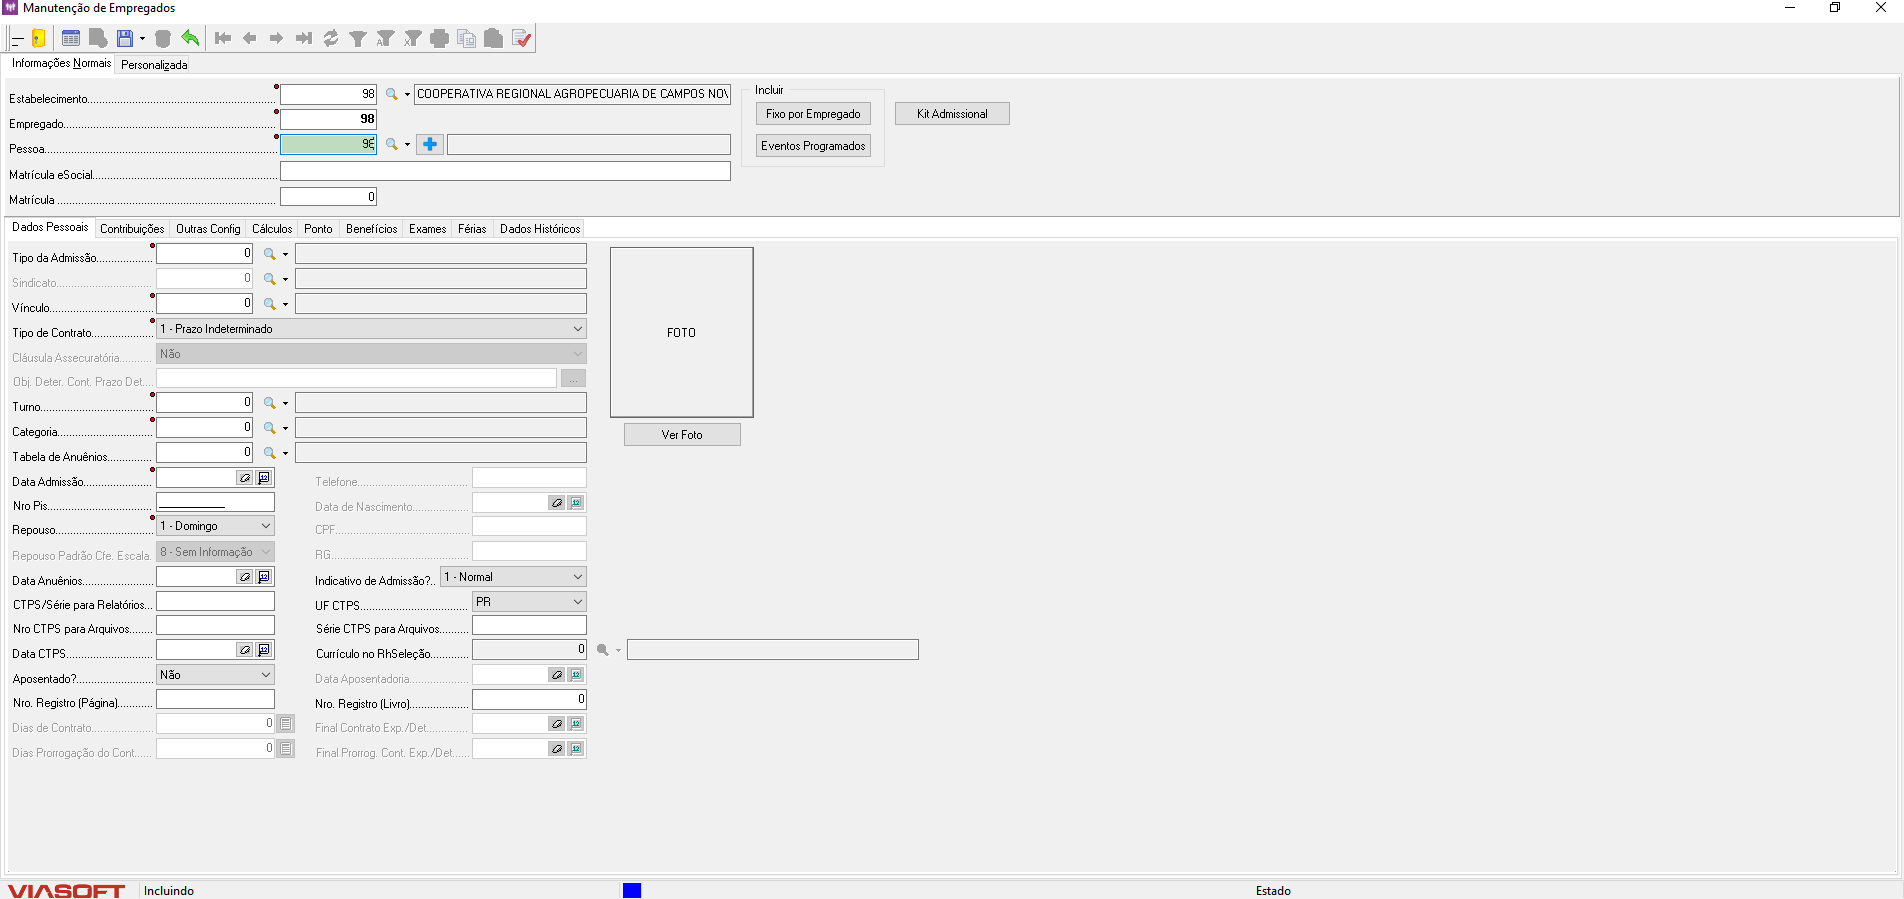 Manutenção de Empregados
Informações Normais Personalizada
Estabelecimento 98 COOPERATIVA REGIONAL AGROPECUARIA DE CAMPOS NOV
Empregado 98
Pessoa
Matrícula eSocial
Matrícula 0
Incluir
Fixo por Empregado
Eventos Programados
Kit Admissional
Dados Pessoais Contribuições Outras Config Cálculos Ponto Benefícios Exames Férias Dados Históricos
Tipo da Admissão 0
Sindicato 0
Vínculo 0
Tipo de Contrato 1 - Prazo Indeterminado
Cláusula Assecuratória Não
Obj. Deter. Cont. Prazo Det. ...
Turno 0
Categoria 0
Tabela de Anuênios 0
FOTO
Ver Foto
Data Admissão Telefone
Nro Pis Data de Nascimento
Repouso 1 - Domingo CPF
Repouso Padrão Cfe. Escala. 8 - Sem Informação RG
Data Anuênios Indicativo de Admissão?.. 1 - Normal
CTPS/Série para Relatórios... UF CTPS PR
Nro CTPS para Arquivos Série CTPS para Arquivos
Data CTPS Currículo no RhSeleção 0
Aposentado? Não Data Aposentadoria
Nro. Registro (Página) Nro. Registro (Livro) 0
Dias de Contrato 0 Final Contrato Exp./Det.
Dias Prorrogação do Cont. 0 Final Prorrog. Cont. Exp./Det.
VIASOFT Incluindo Estado